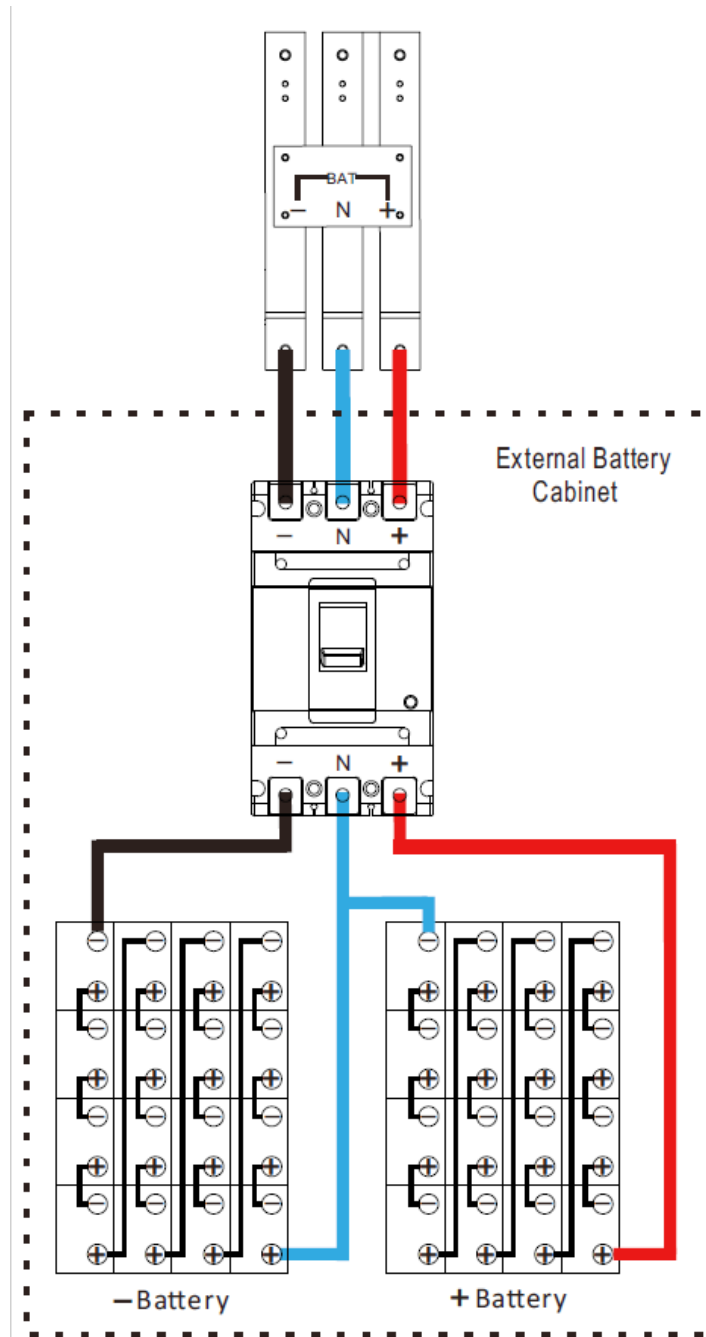 BAT
− N +
External Battery
Cabinet
− N +
− N +
− − − −
+ + + +
− − − −
+ + + +
− − − −
+ + + +
− − − −
+ + + +
− − − −
+ + + +
− − − −
+ + + +
− − − −
+ + + +
− − − −
+ + + +
−Battery
+Battery